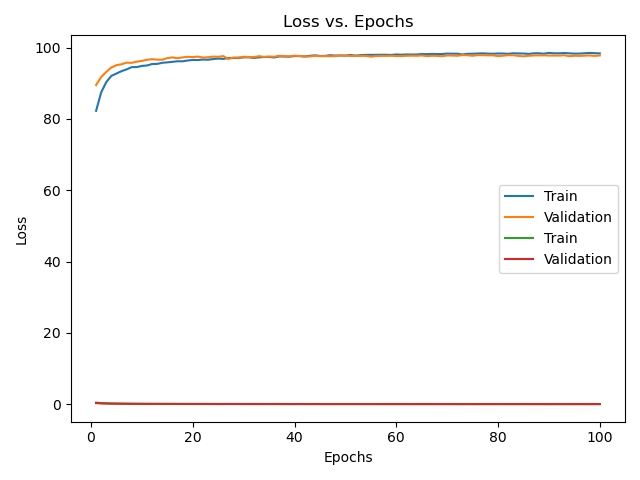 Loss vs. Epochs
100
80
60
40
20
0
Loss
Train
Validation
Train
Validation
0 20 40 60 80 100
Epochs